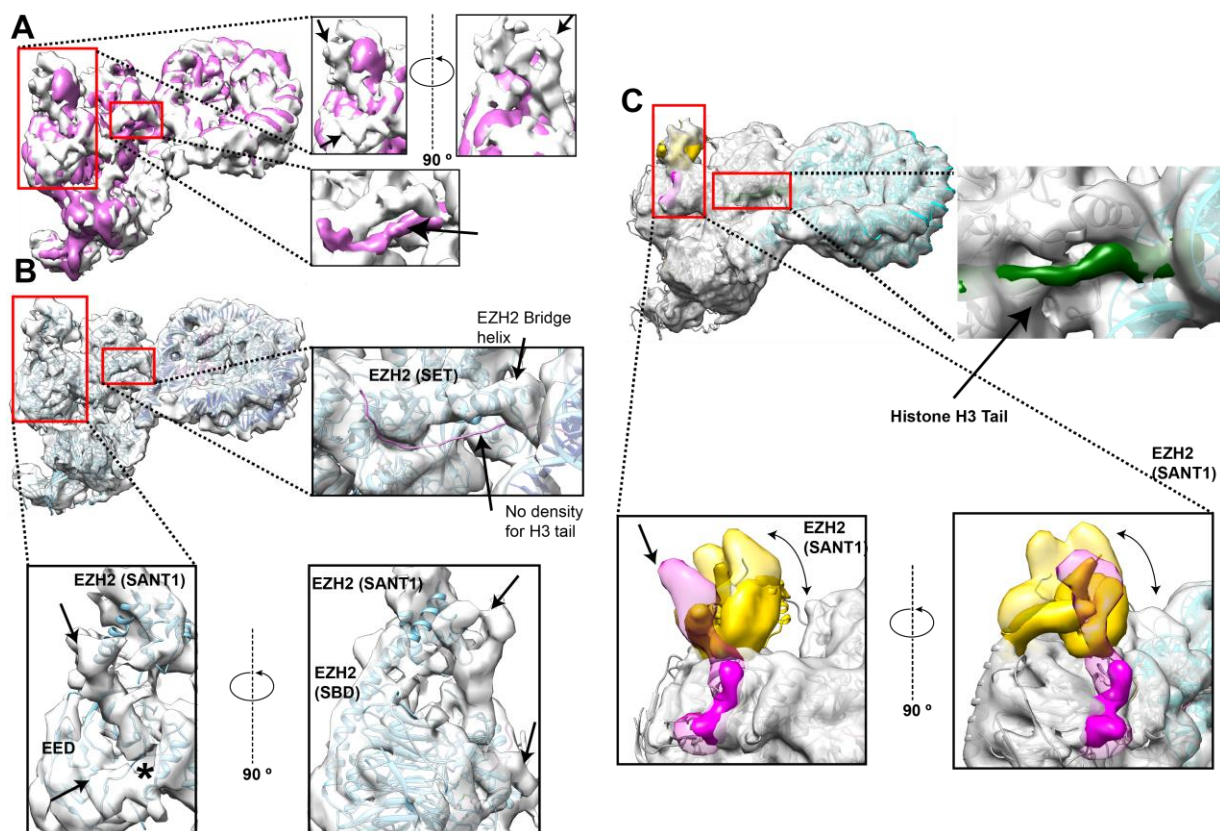 A
90 º
B
EZH2 Bridge
helix
EZH2 (SET)
No density
for H3 tail
EZH2 (SANT1)
EED
*
90 º
EZH2 (SANT1)
EZH2
(SBD)
C
Histone H3 Tail
EZH2
(SANT1)
EZH2
(SANT1)
90 º